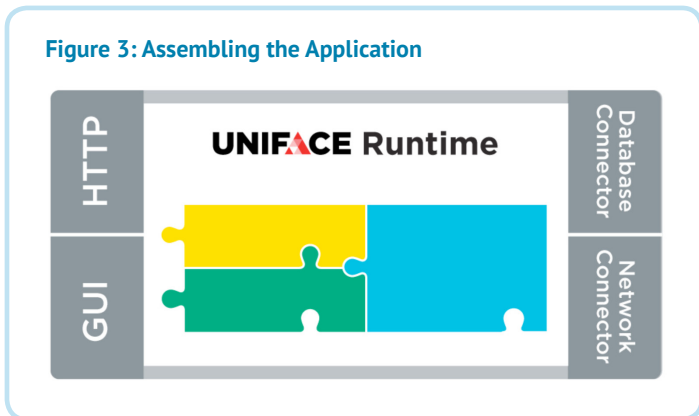 Figure 3: Assembling the Application
HTTP
GUI
UNIFACE Runtime
Database
Connector
Network
Connector